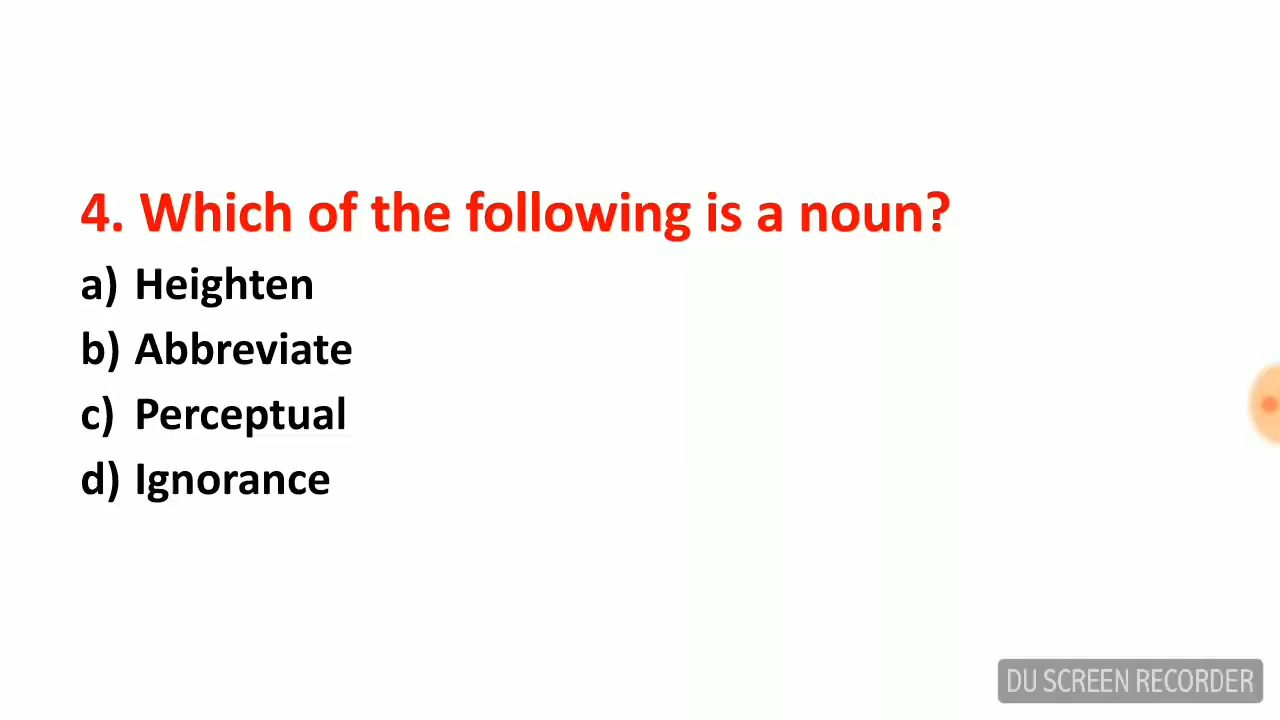 4. Which of the following is a noun?
a) Heighten
b) Abbreviate
c) Perceptual
d) Ignorance
DU SCREEN RECORDER